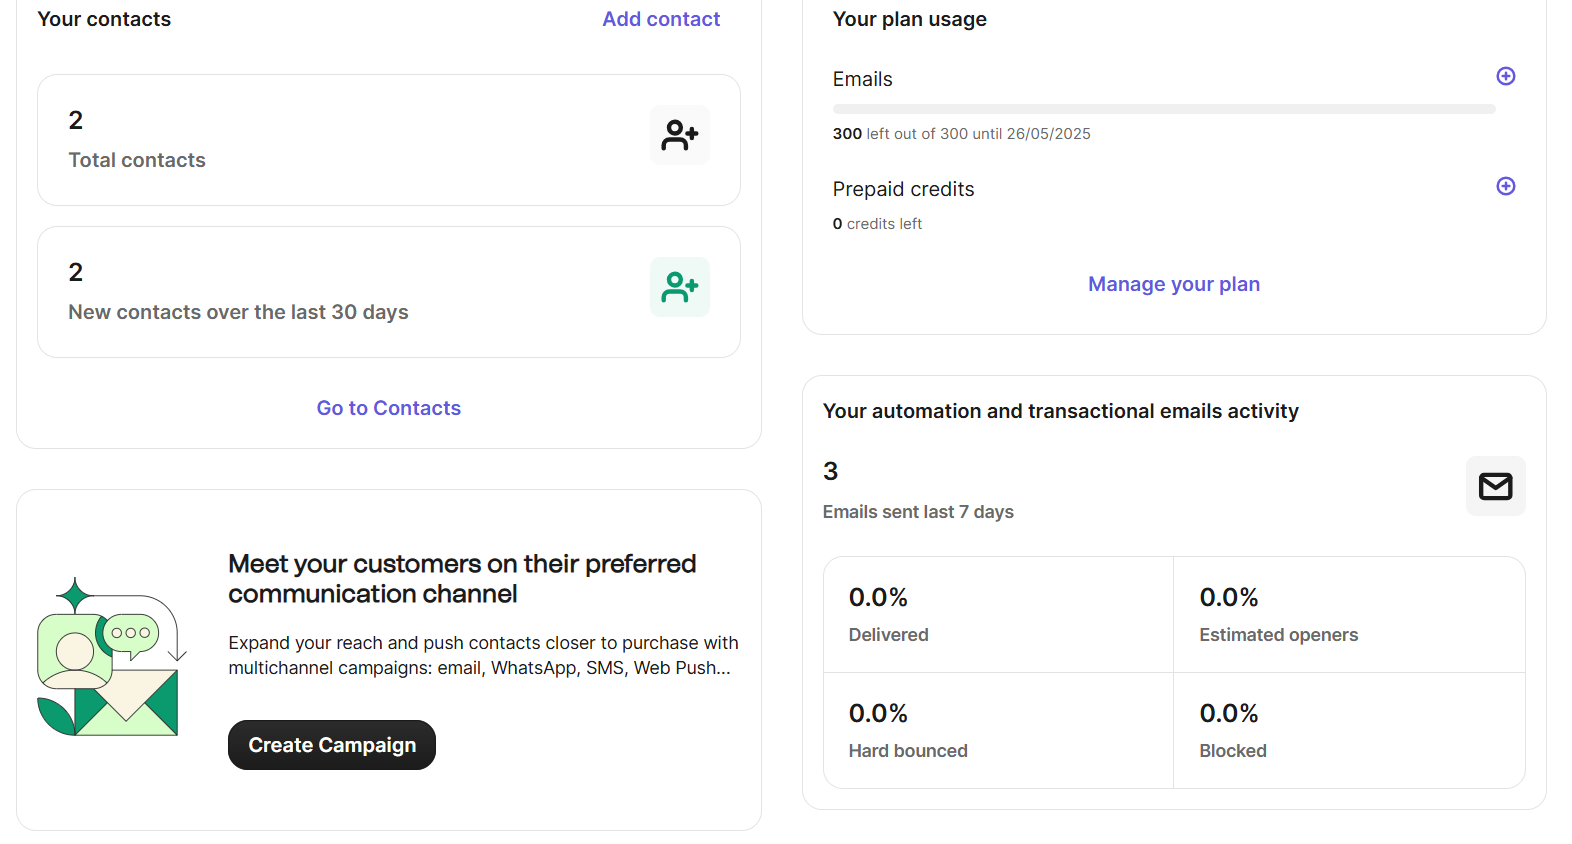 Your contacts
Add contact
2
Total contacts
2
New contacts over the last 30 days
Go to Contacts
Meet your customers on their preferred
communication channel
Expand your reach and push contacts closer to purchase with
multichannel campaigns: email, WhatsApp, SMS, Web Push...
Create Campaign
Your plan usage
Emails
300 left out of 300 until 26/05/2025
Prepaid credits
0 credits left
Manage your plan
Your automation and transactional emails activity
3
Emails sent last 7 days
0.0%
Delivered
0.0%
Estimated openers
0.0%
Hard bounced
0.0%
Blocked